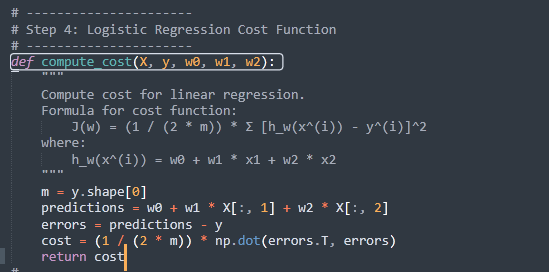 # -----------------------
# Step 4: Logistic Regression Cost Function
# -----------------------
def compute_cost(X, y, w0, w1, w2):
    """
    Compute cost for linear regression.
    Formula for cost function:
        J(w) = (1 / (2 * m)) * Σ [h_w(x^(i)) - y^(i)]^2
    where:
        h_w(x^(i)) = w0 + w1 * x1 + w2 * x2
    """
    m = y.shape[0]
    predictions = w0 + w1 * X[:, 1] + w2 * X[:, 2]
    errors = predictions - y
    cost = (1 / (2 * m)) * np.dot(errors.T, errors)
    return cost
#